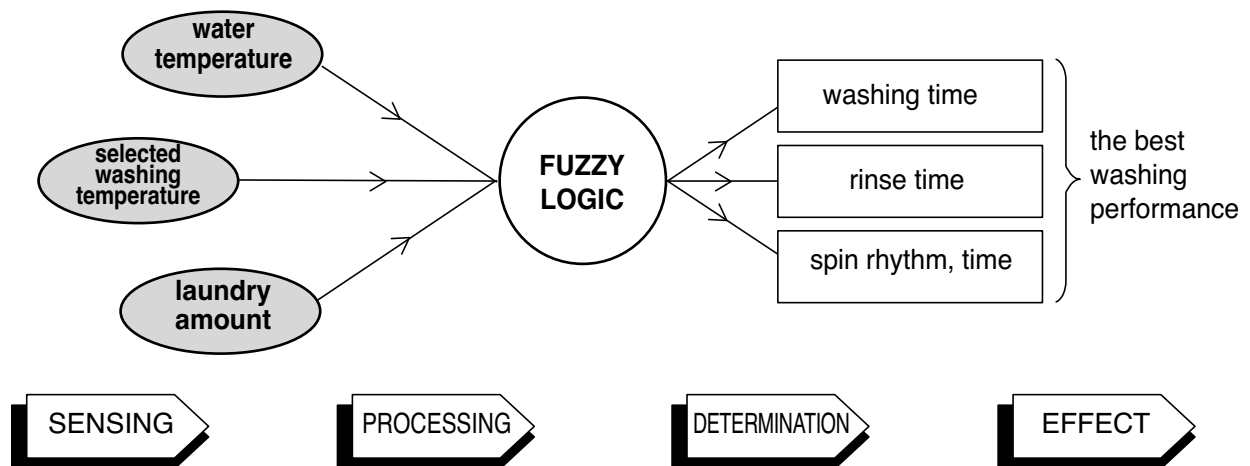 water
temperature
selected
washing
temperature
laundry
amount
FUZZY
LOGIC
washing time
rinse time
spin rhythm, time
the best
washing
performance
SENSING
PROCESSING
DETERMINATION
EFFECT